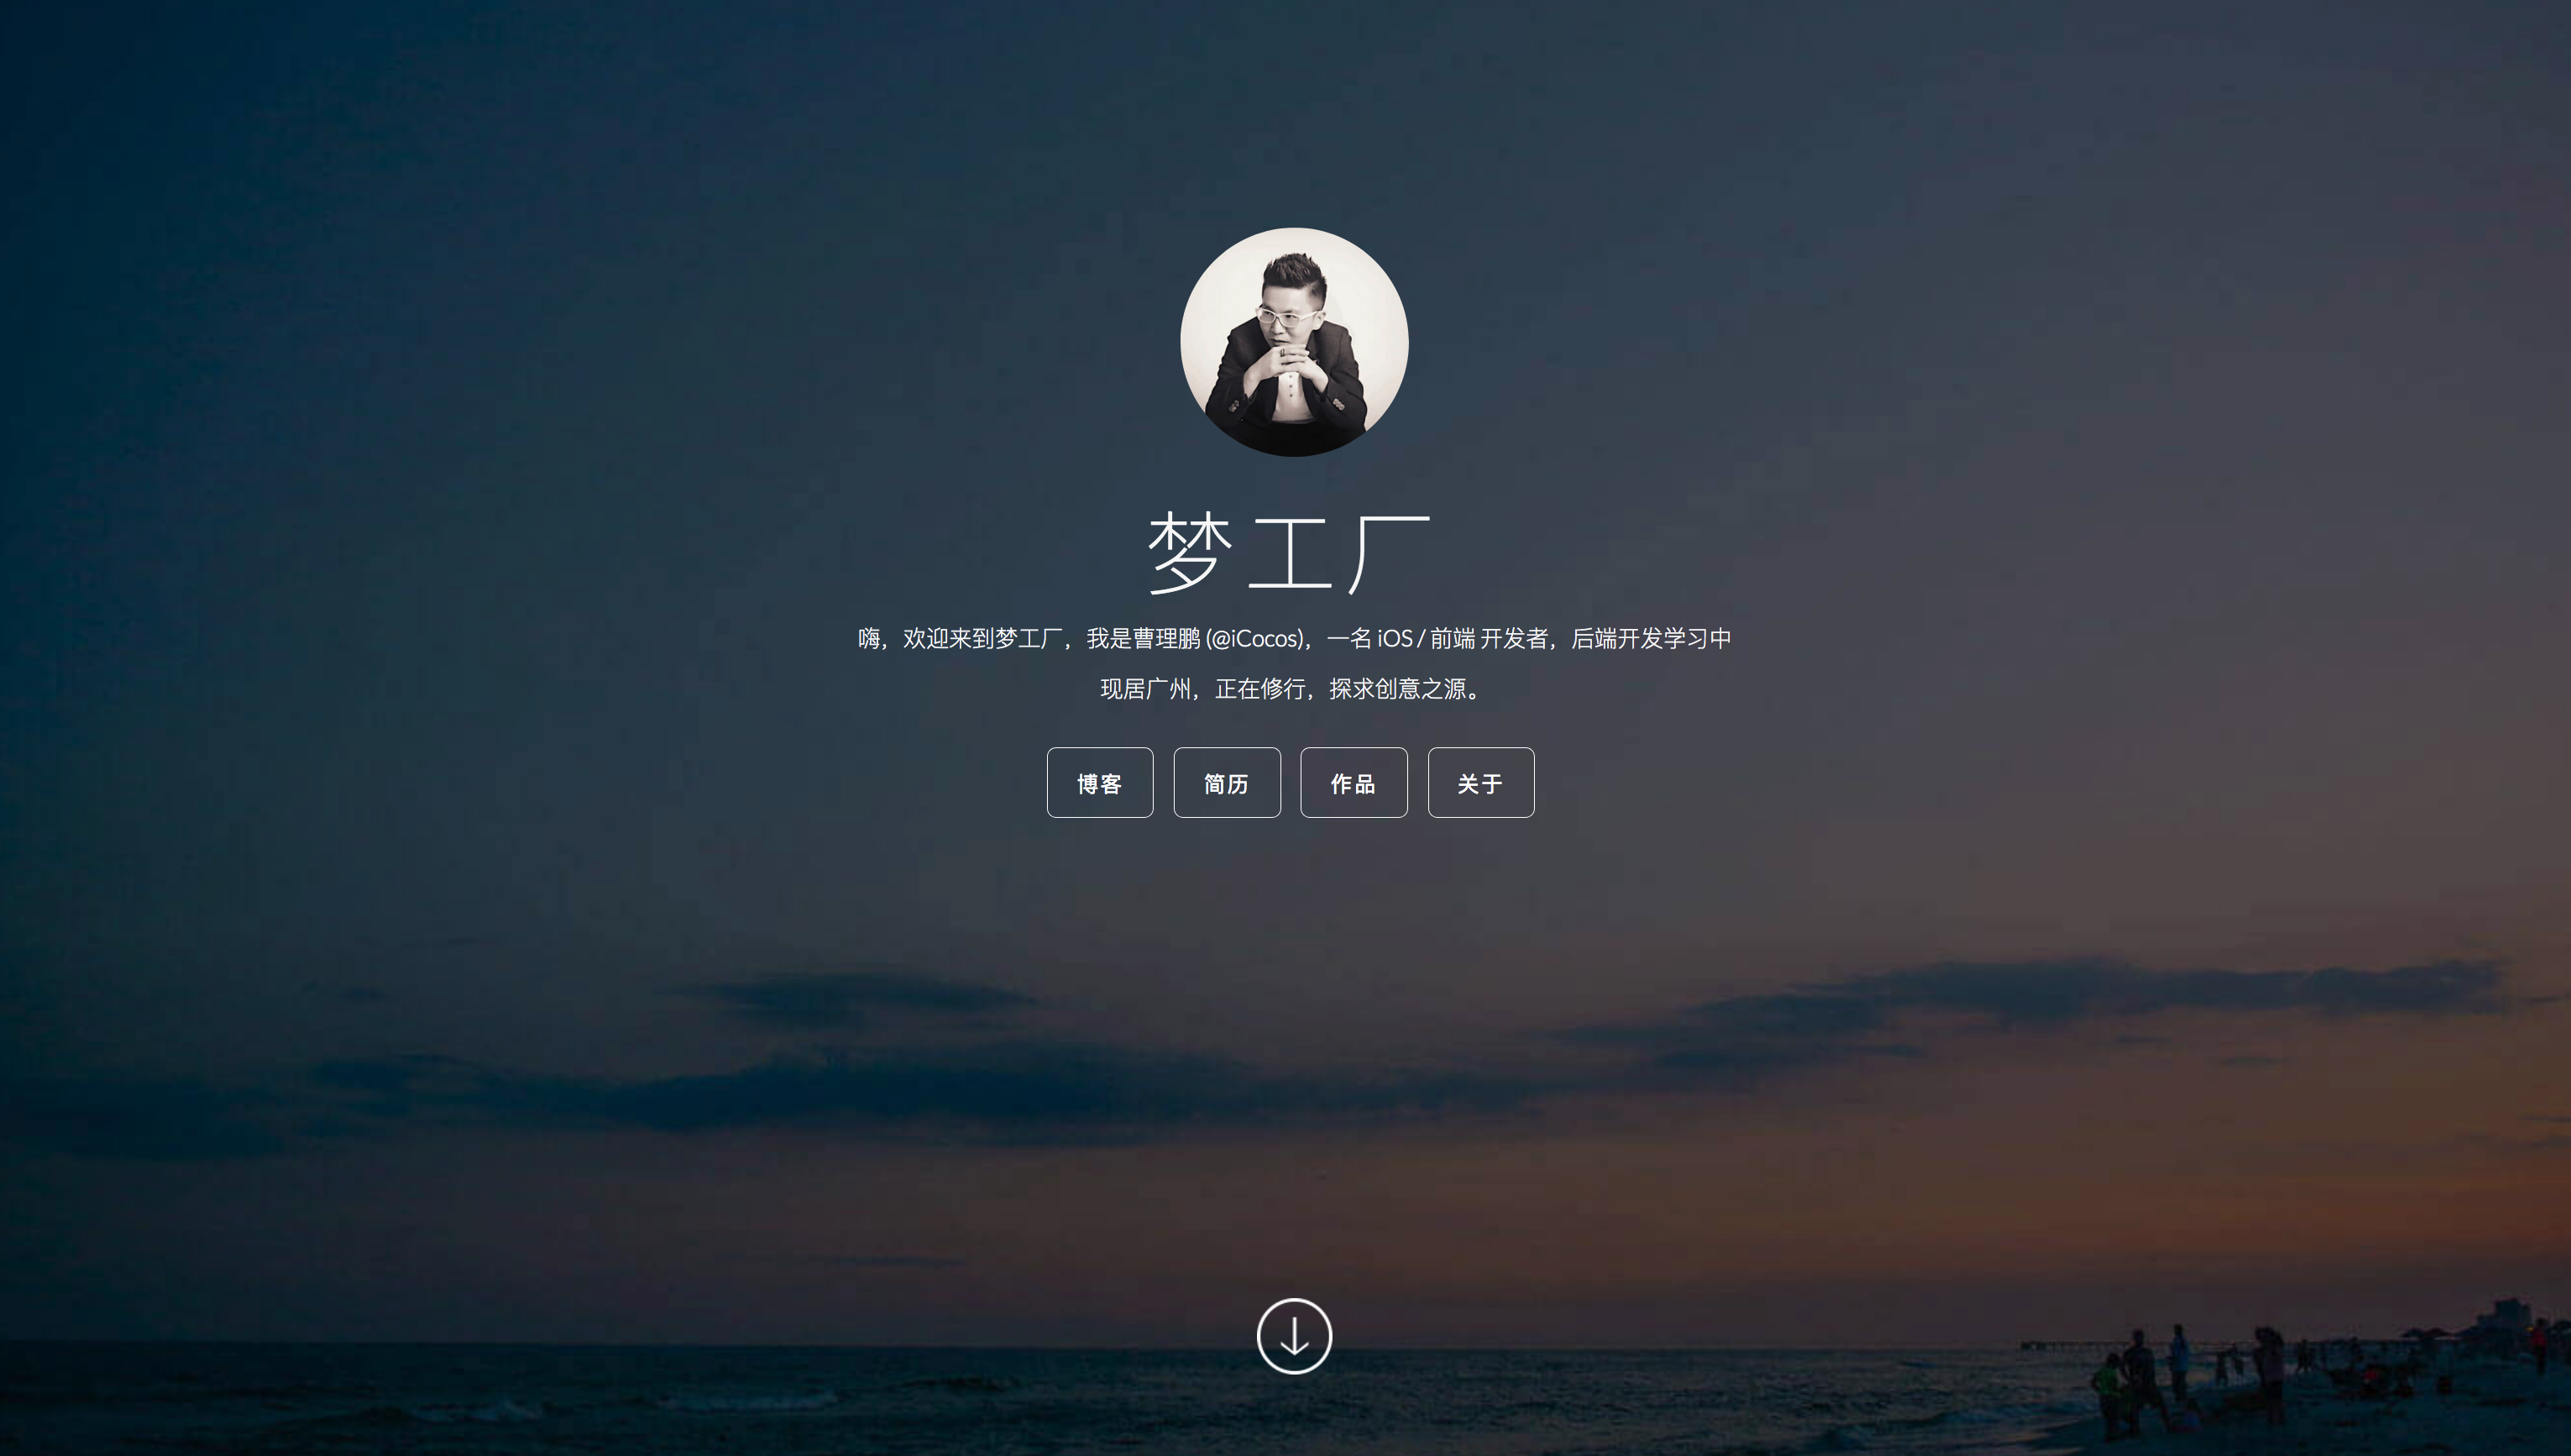 梦工厂
嗨，欢迎来到梦工厂，我是曹理鹏 (@iCocos)，一名 iOS / 前端 开发者，后端开发学习中
现居广州，正在修行，探求创意之源。
博客 简历 作品 关于